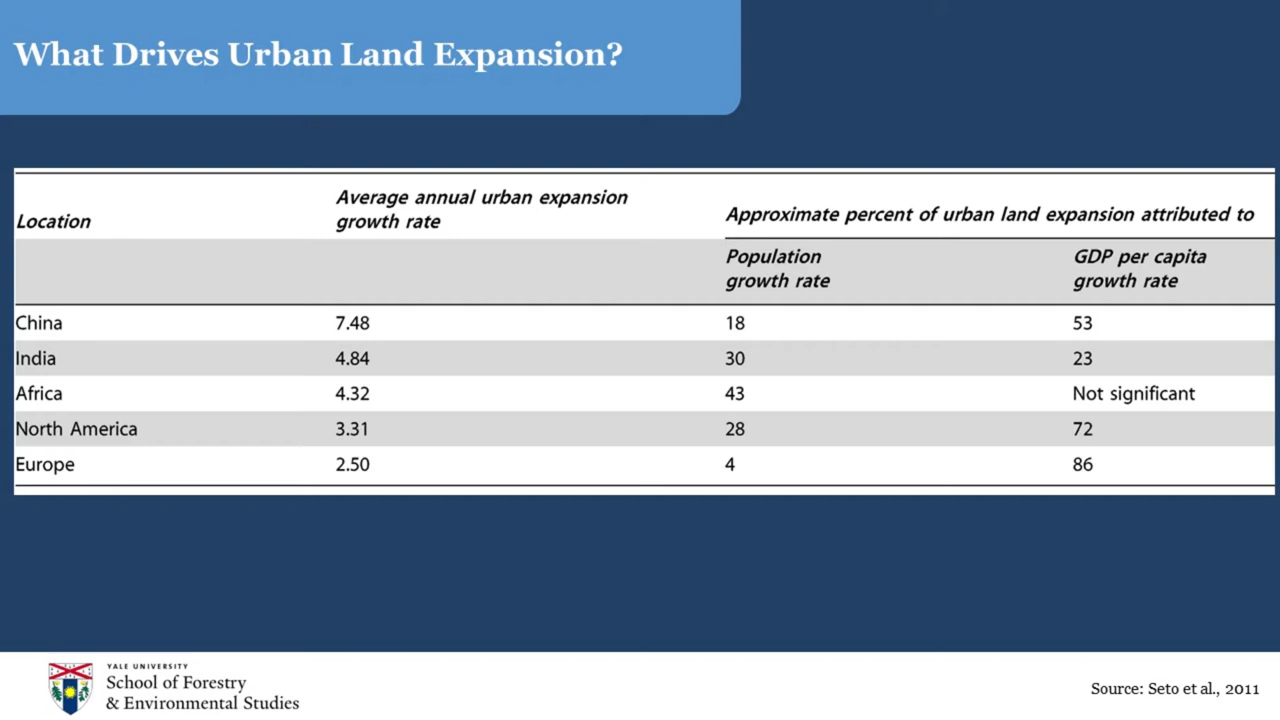 What Drives Urban Land Expansion?
Location
Average annual urban expansion
growth rate
Approximate percent of urban land expansion attributed to
Population
growth rate
GDP per capita
growth rate
China 7.48 18 53
India 4.84 30 23
Africa 4.32 43 Not significant
North America 3.31 28 72
Europe 2.50 4 86
YALE UNIVERSITY
School of Forestry
& Environmental Studies
Source: Seto et al., 2011